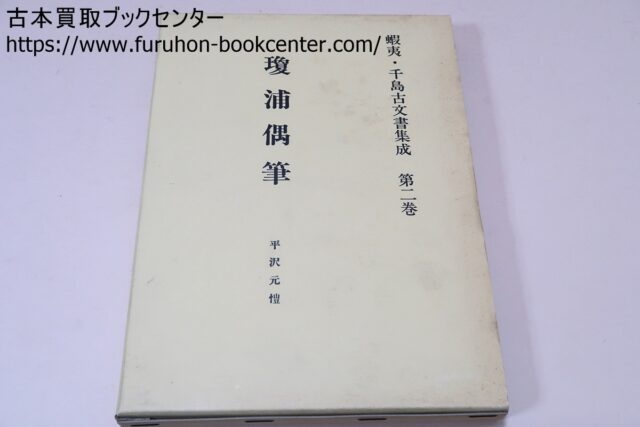 古本買取ブックセンター
https://www.furuhon-bookcenter.com/
蝦夷・千島古文書集成 第二巻
瓊浦偶筆
平沢元愷